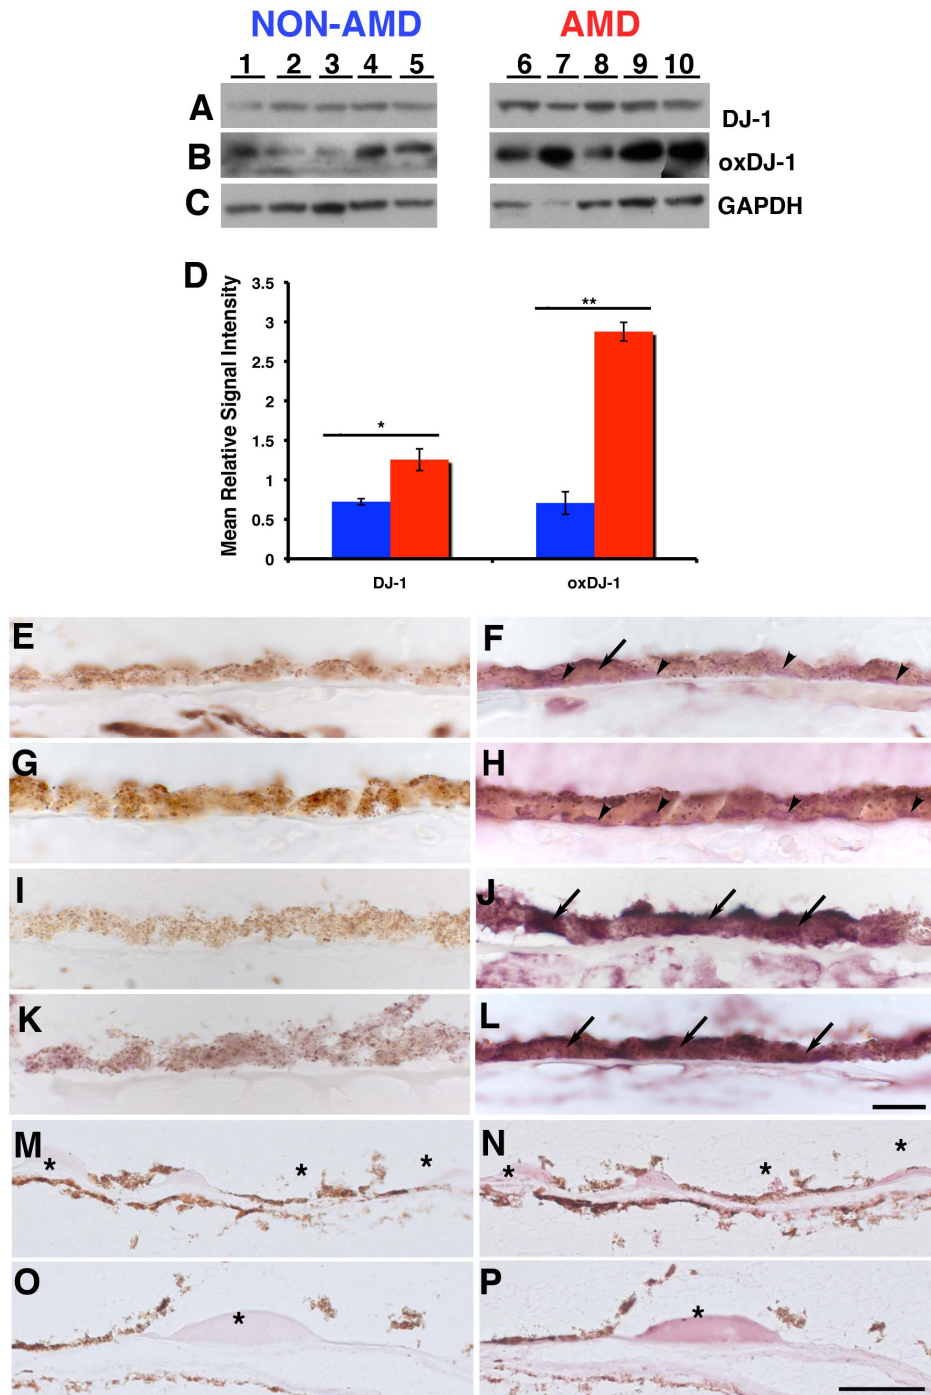 NON-AMD AMD
1 2 3 4 5 6 7 8 9 10
A DJ-1
B oxDJ-1
C GAPDH
D
Mean Relative Signal Intensity
3.5
3
2.5
2
1.5
1
0.5
0
*
**
DJ-1 oxDJ-1
E F
G H
I J
K L
M * * * N * * *
O * P *